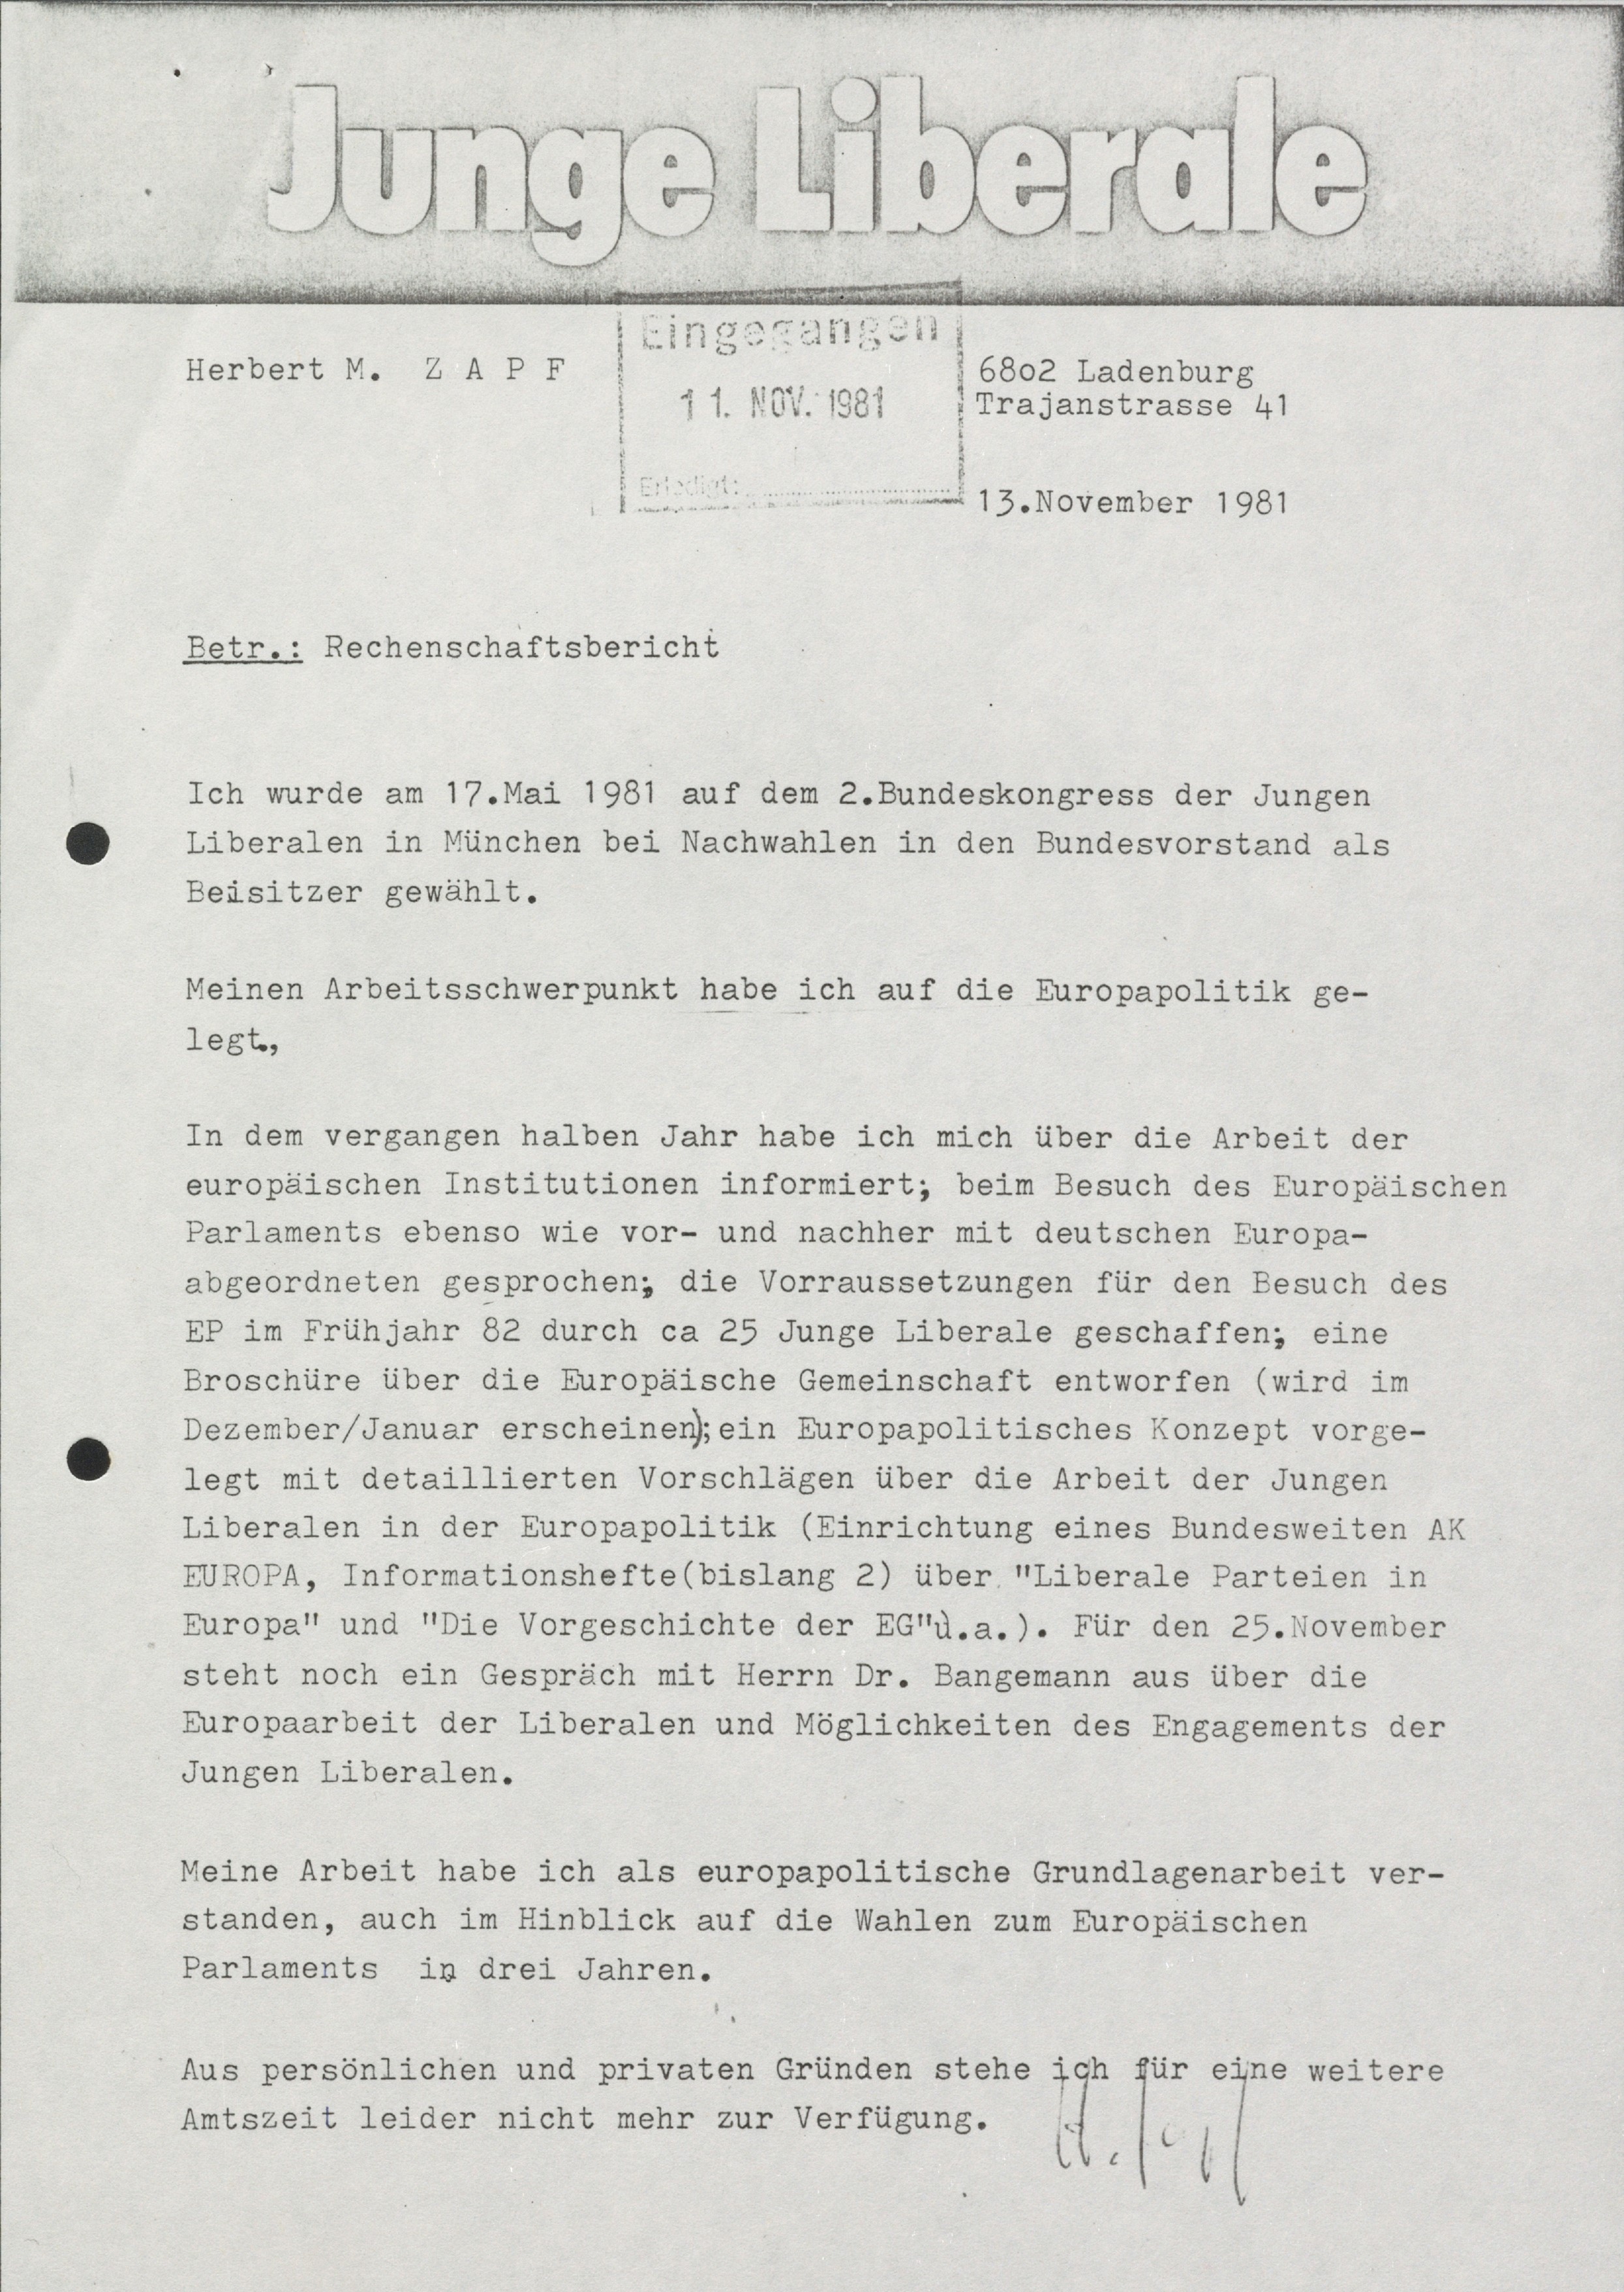 Junge Liberale
Eingegangen
Herbert M. Z A P F
6802 Ladenburg
11. NOV. 1981
Trajanstrasse 41
Erledigt:
13.November 1981
Betr.: Rechenschaftsbericht
Ich wurde am 17.Mai 1981 auf dem 2.Bundeskongress der Jungen
Liberalen in München bei Nachwahlen in den Bundesvorstand als
Beisitzer gewählt.
Meinen Arbeitsschwerpunkt habe ich auf die Europapolitik ge-
legt.,
In dem vergangen halben Jahr habe ich mich über die Arbeit der
europäischen Institutionen informiert; beim Besuch des Europäischen
Parlaments ebenso wie vor- und nachher mit deutschen Europa-
abgeordneten gesprochen; die Vorraussetzungen für den Besuch des
EP im Frühjahr 82 durch ca 25 Junge Liberale geschaffen; eine
Broschüre über die Europäische Gemeinschaft entworfen (wird im
Dezember/Januar erscheinen);ein Europapolitisches Konzept vorge-
legt mit detaillierten Vorschlägen über die Arbeit der Jungen
Liberalen in der Europapolitik (Einrichtung eines Bundesweiten AK
EUROPA, Informationshefte(bislang 2) über "Liberale Parteien in
Europa" und "Die Vorgeschichte der EG"u.a.). Für den 25.November
steht noch ein Gespräch mit Herrn Dr. Bangemann aus über die
Europaarbeit der Liberalen und Möglichkeiten des Engagements der
Jungen Liberalen.
Meine Arbeit habe ich als europapolitische Grundlagenarbeit ver-
standen, auch im Hinblick auf die Wahlen zum Europäischen
Parlaments in drei Jahren.
Aus persönlichen und privaten Gründen stehe ich für eine weitere
Amtszeit leider nicht mehr zur Verfügung.
H. Zapf